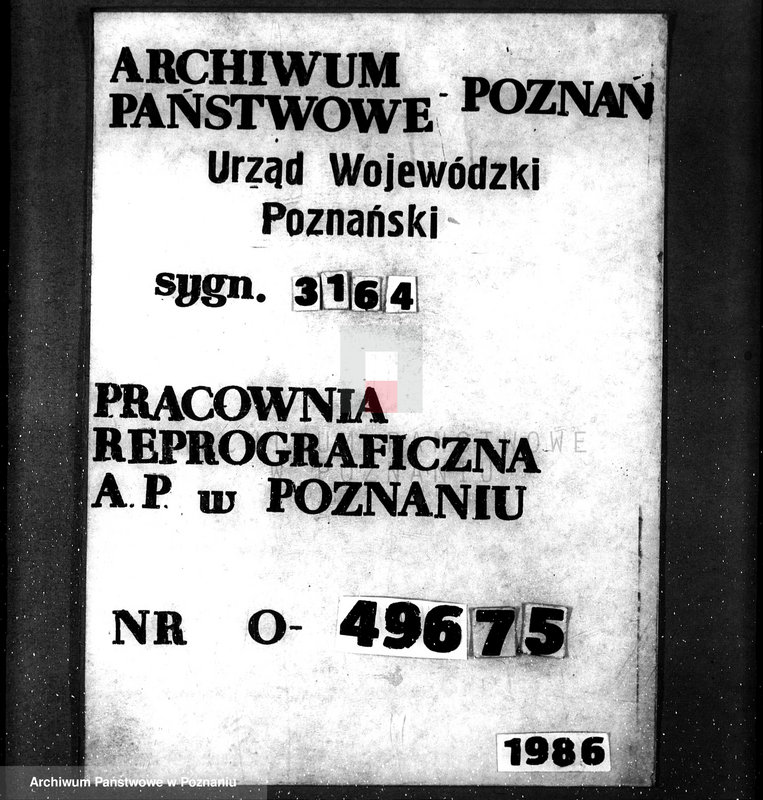 ARCHIWUM
PAŃSTWOWE - POZNAŃ
Urząd Wojewódzki
Poznański
sygn. 3164
PRACOWNIA
REPROGRAFICZNA
A.P. w POZNANIU
NR O- 49675
1986
Archiwum Państwowe w Poznaniu